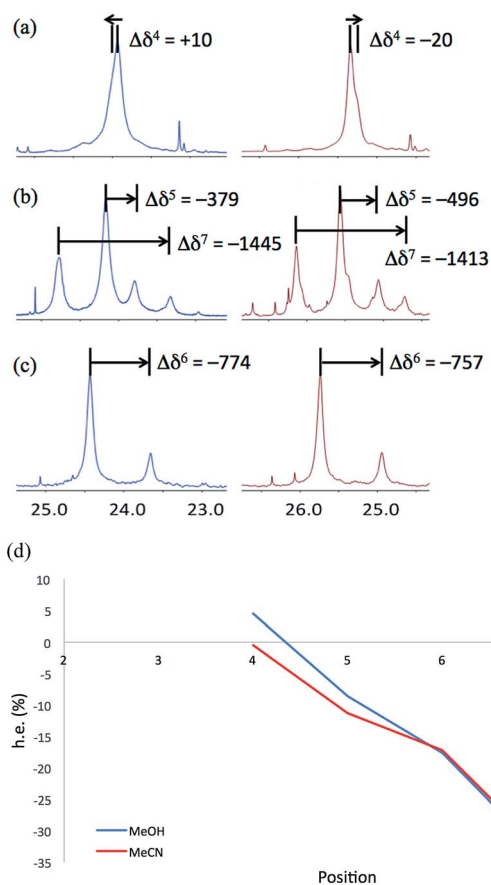 (a)
Δδ⁴ = +10
Δδ⁴ = −20
(b)
Δδ⁵ = −379
Δδ⁷ = −1445
Δδ⁵ = −496
Δδ⁷ = −1413
(c)
Δδ⁶ = −774
Δδ⁶ = −757
25.0 24.0 23.0
26.0 25.0
(d)
10
5
0
-5
-10
-15
-20
-25
-30
-35
h.e. (%)
2 3 4 5 6
MeOH
MeCN
Position